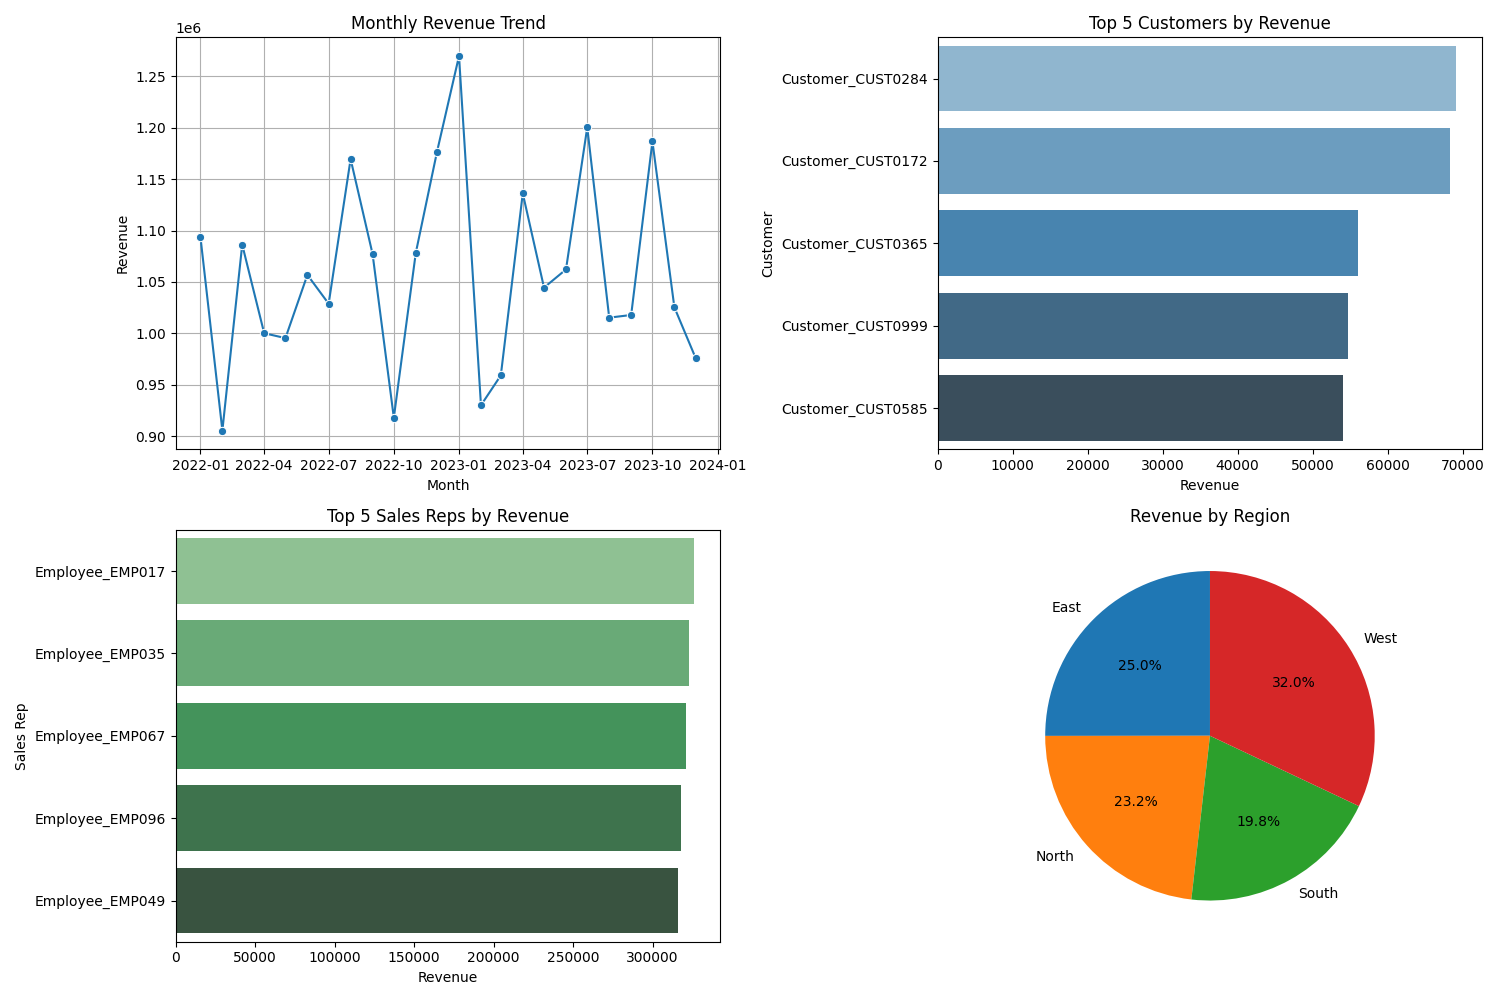 Monthly Revenue Trend
1e6
1.25
1.20
1.15
1.10
1.05
1.00
0.95
0.90
Revenue
2022-01 2022-04 2022-07 2022-10 2023-01 2023-04 2023-07 2023-10 2024-01
Month
Top 5 Customers by Revenue
Customer_CUST0284
Customer_CUST0172
Customer_CUST0365
Customer_CUST0999
Customer_CUST0585
Customer
0 10000 20000 30000 40000 50000 60000 70000
Revenue
Top 5 Sales Reps by Revenue
Employee_EMP017
Employee_EMP035
Employee_EMP067
Employee_EMP096
Employee_EMP049
Sales Rep
0 50000 100000 150000 200000 250000 300000
Revenue
Revenue by Region
East
West
25.0%
32.0%
23.2%
19.8%
North
South